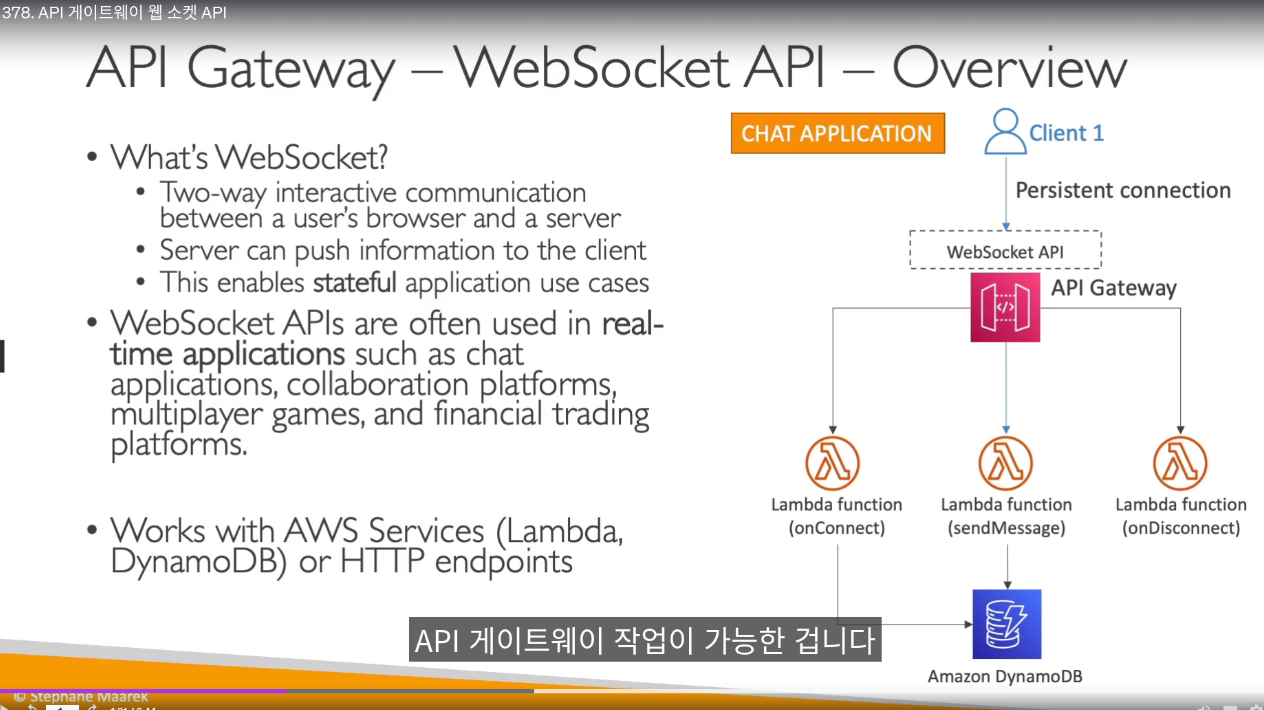 378. API 게이트웨이 웹 소켓 API
API Gateway – WebSocket API – Overview
• What's WebSocket?
• Two-way interactive communication
between a user's browser and a server
• Server can push information to the client
• This enables stateful application use cases
• WebSocket APIs are often used in real-
time applications such as chat
applications, collaboration platforms,
multiplayer games, and financial trading
platforms.
• Works with AWS Services (Lambda,
DynamoDB) or HTTP endpoints
CHAT APPLICATION
Client 1
Persistent connection
WebSocket API
API Gateway
Lambda function
(onConnect)
Lambda function
(sendMessage)
Lambda function
(onDisconnect)
Amazon DynamoDB
API 게이트웨이 작업이 가능한 겁니다
© Stephane Maarek